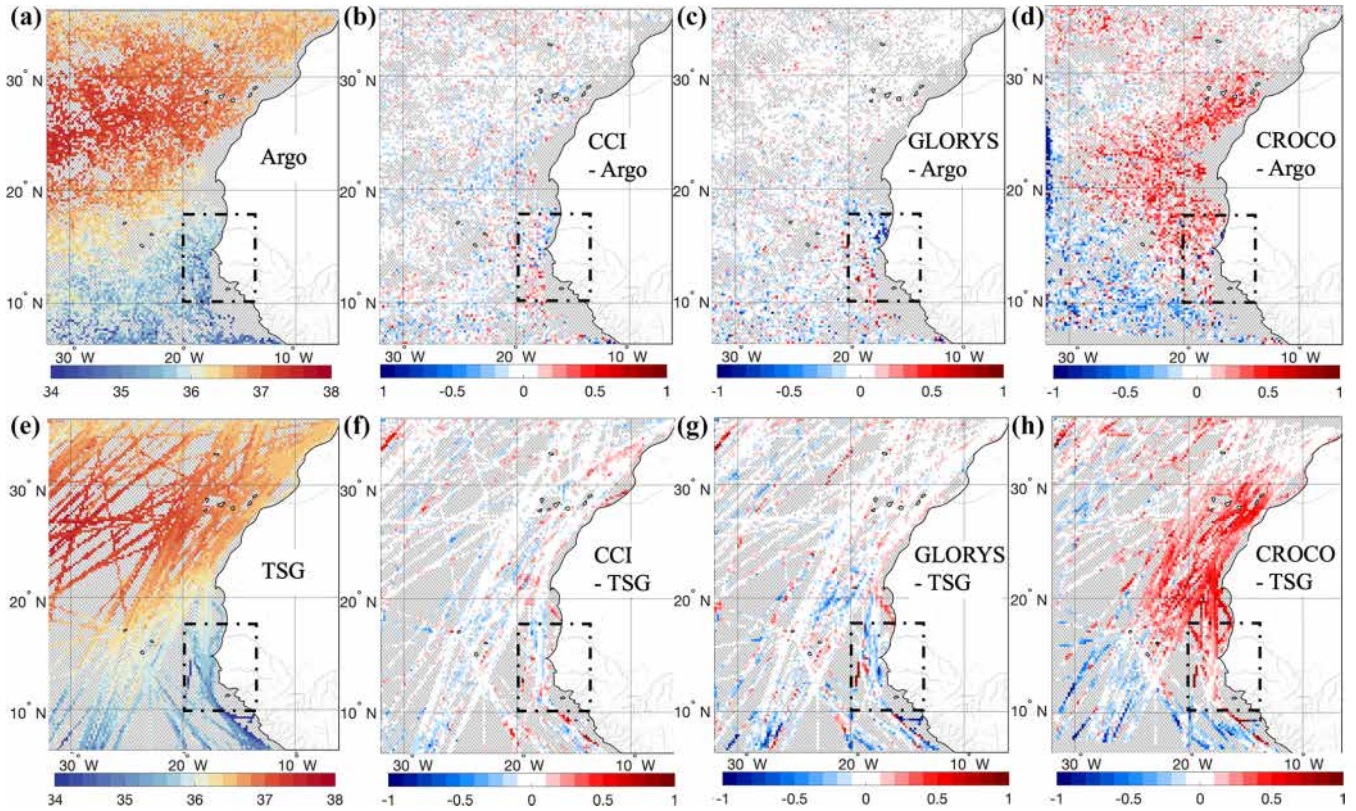 (a)
(b)
(c)
(d)
30° N
20° N
10° N
Argo
30° W
20°
10° W
34 35 36 37 38
30° N
20° N
10° N
CCI
- Argo
30° W
20°
10° W
-1 -0.5 0 0.5 1
30° N
20° N
10° N
GLORYS
- Argo
30° W
20°
10° W
-1 -0.5 0 0.5 1
30° N
20° N
10° N
CROCO
- Argo
30° W
20°
10° W
-1 -0.5 0 0.5 1
(e)
(f)
(g)
(h)
30° N
20° N
10° N
TSG
30° W
20°
10° W
34 35 36 37 38
30° N
20° N
10° N
CCI
- TSG
30° W
20°
10° W
-1 -0.5 0 0.5 1
30° N
20° N
10° N
GLORYS
- TSG
30° W
20°
10° W
-1 -0.5 0 0.5 1
30° N
20° N
10° N
CROCO
- TSG
30° W
20°
10° W
-1 -0.5 0 0.5 1